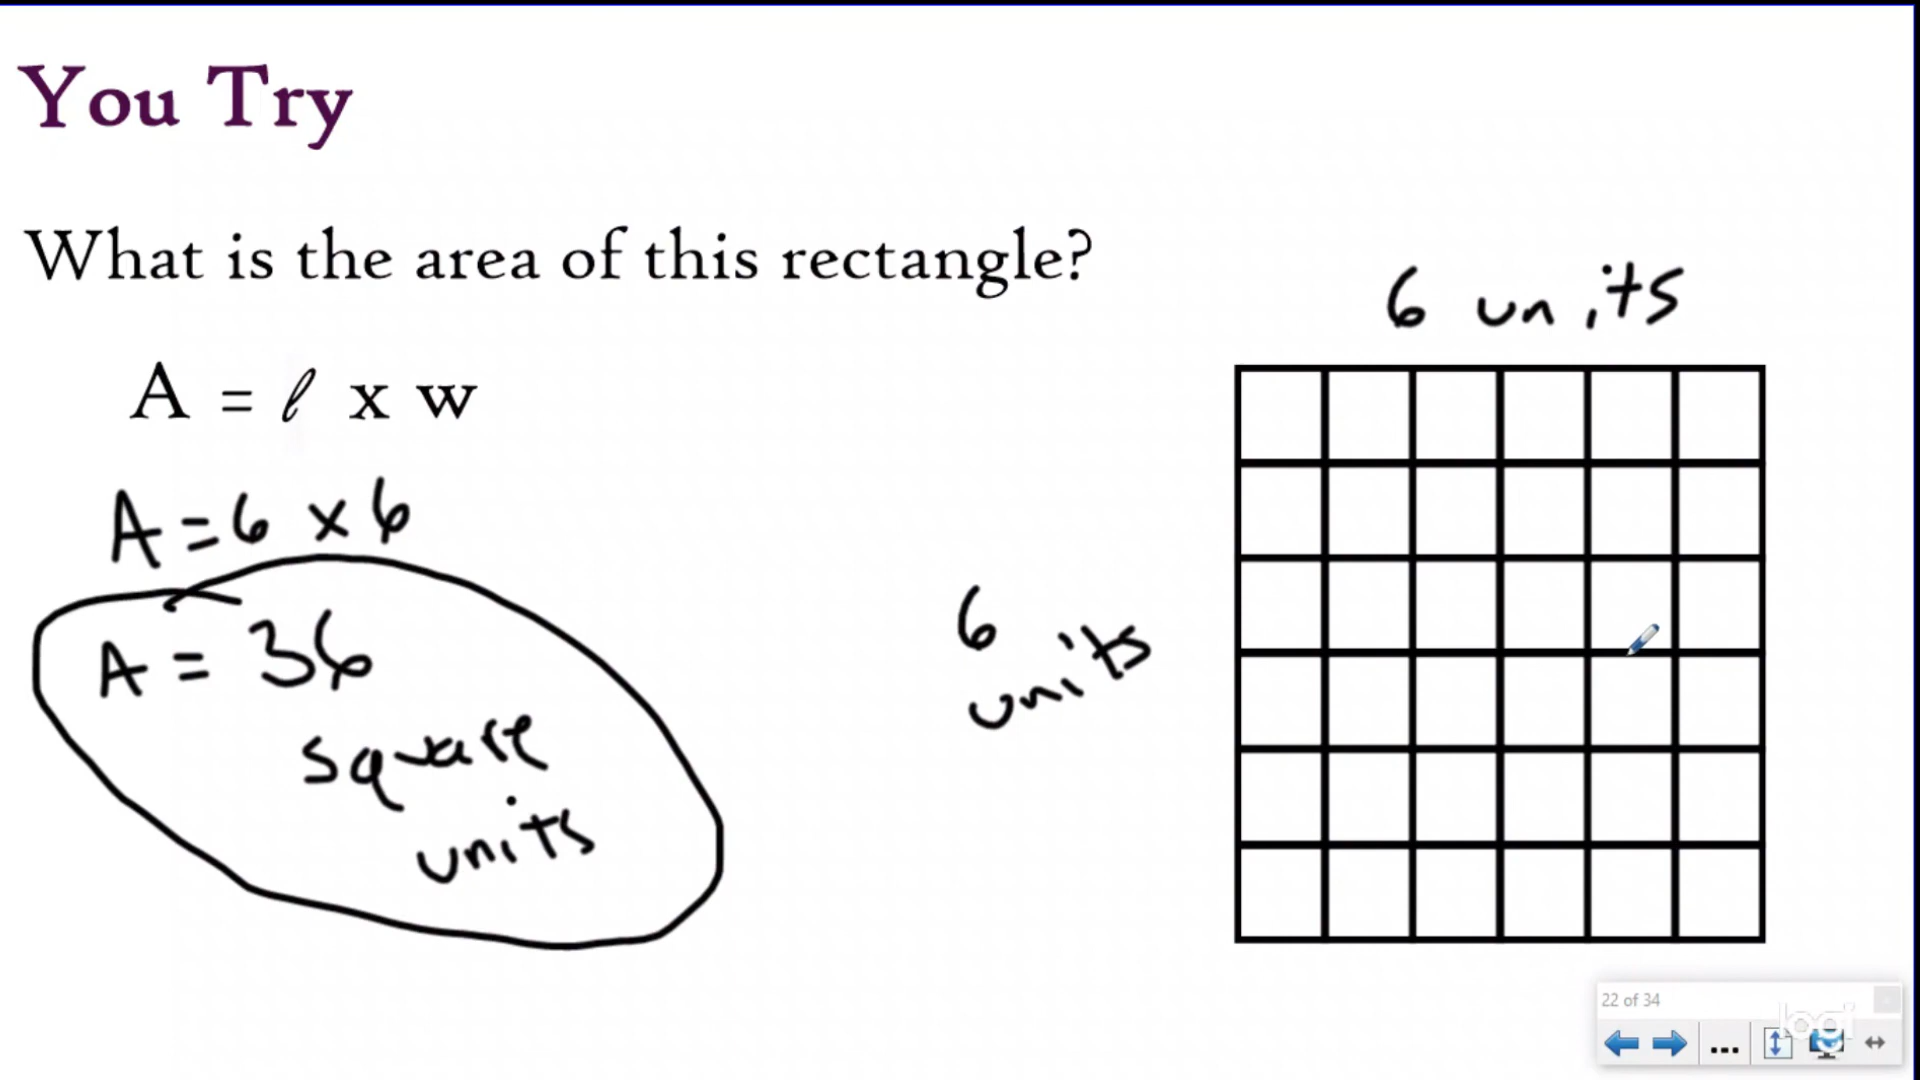 You Try
What is the area of this rectangle?
6 units
A = ℓ x w
A = 6 x 6
6
units
A = 36
square
units
22 of 34
logi